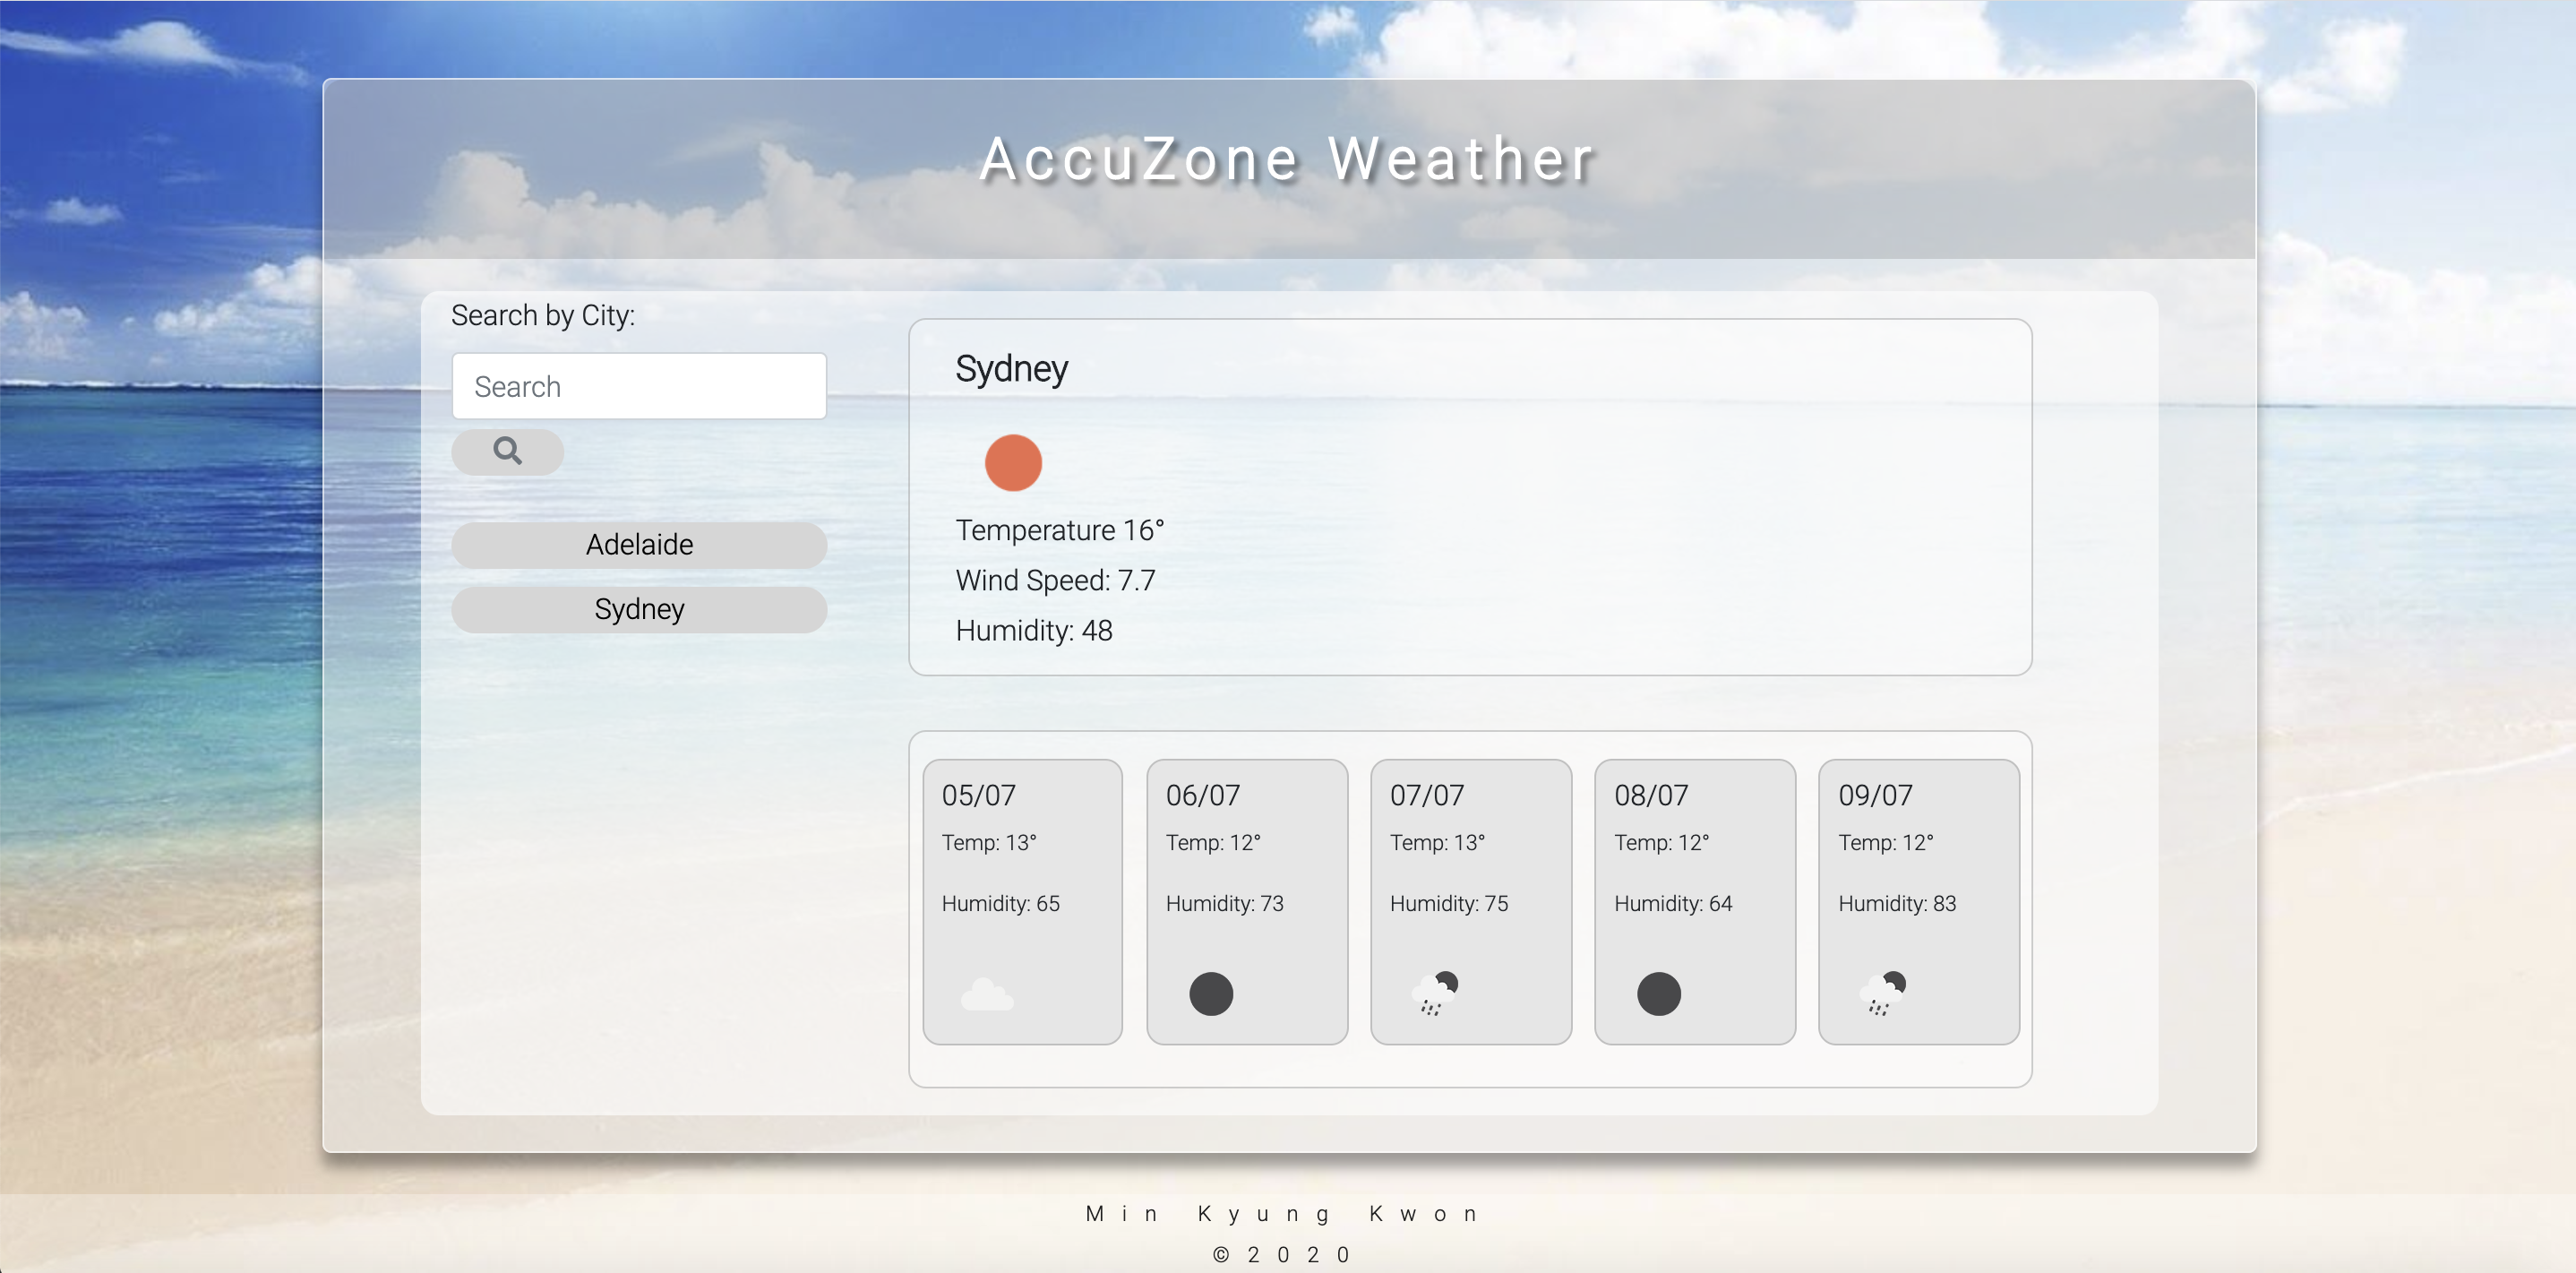 AccuZone Weather
Search by City:
Search
Adelaide
Sydney
Sydney
Temperature 16°
Wind Speed: 7.7
Humidity: 48
05/07
Temp: 13°
Humidity: 65
06/07
Temp: 12°
Humidity: 73
07/07
Temp: 13°
Humidity: 75
08/07
Temp: 12°
Humidity: 64
09/07
Temp: 12°
Humidity: 83
Min Kyung Kwon
©2020